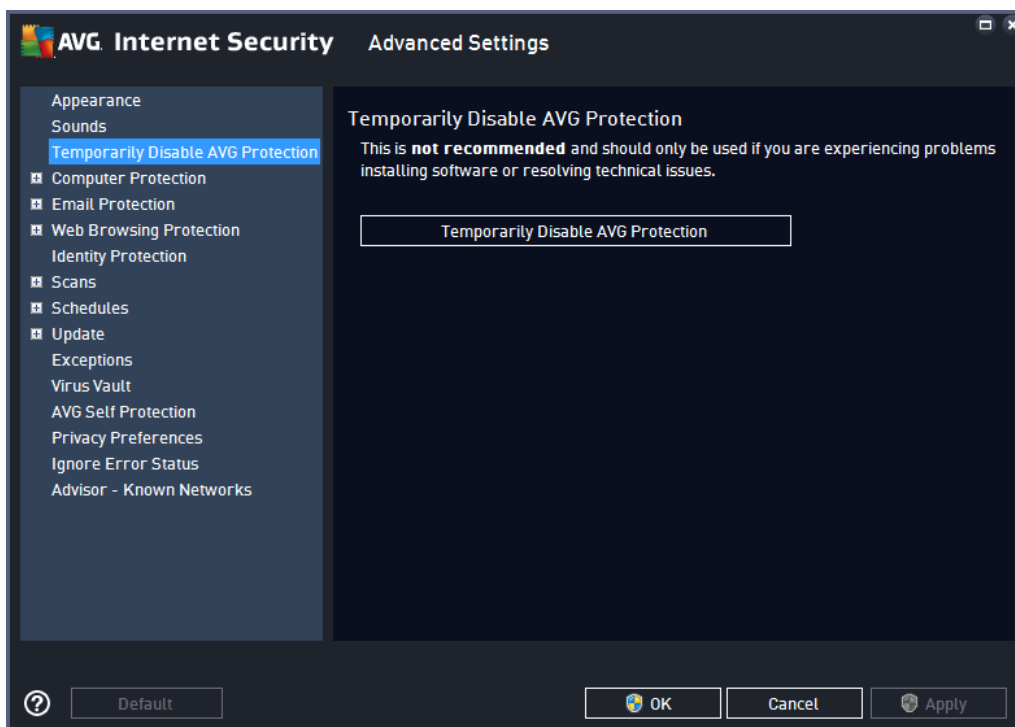 AVG. Internet Security Advanced Settings
Appearance
Sounds
Temporarily Disable AVG Protection
Computer Protection
Email Protection
Web Browsing Protection
Identity Protection
Scans
Schedules
Update
Exceptions
Virus Vault
AVG Self Protection
Privacy Preferences
Ignore Error Status
Advisor - Known Networks
Temporarily Disable AVG Protection
This is not recommended and should only be used if you are experiencing problems
installing software or resolving technical issues.
Temporarily Disable AVG Protection
? Default OK Cancel Apply